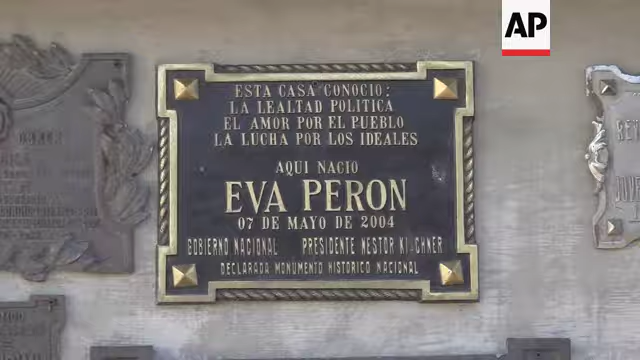 AP
ESTA CASA CONOCIO:
LA LEALTAD POLITICA
EL AMOR POR EL PUEBLO
LA LUCHA POR LOS IDEALES
AQUI NACIO
EVA PERON
07 DE MAYO DE 2004
GOBIERNO NACIONAL PRESIDENTE NESTOR KIRCHNER
DECLARADA MONUMENTO HISTORICO NACIONAL